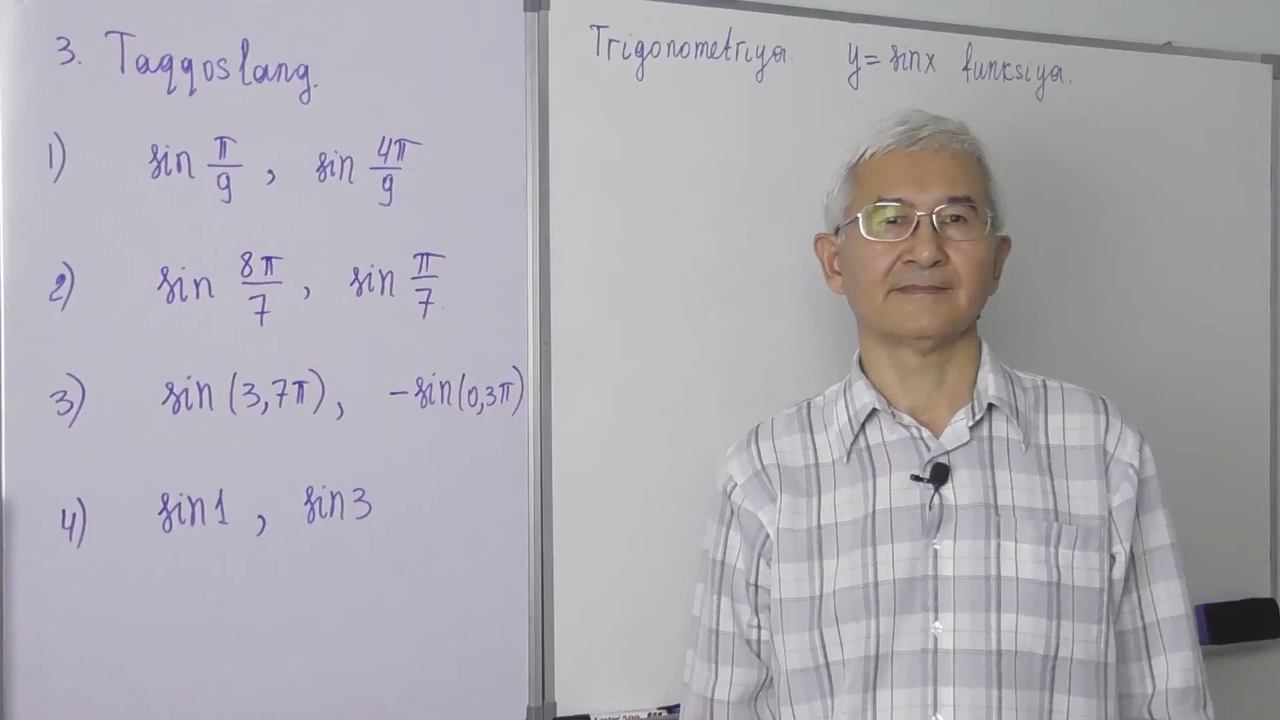 3. Taqqoslang.
1) sin π/9 , sin 4π/9
2) sin 8π/7 , sin π/7
3) sin (3,7π), -sin(0,3π)
4) sin1 , sin3
Trigonometriya y = sinx funksiya.